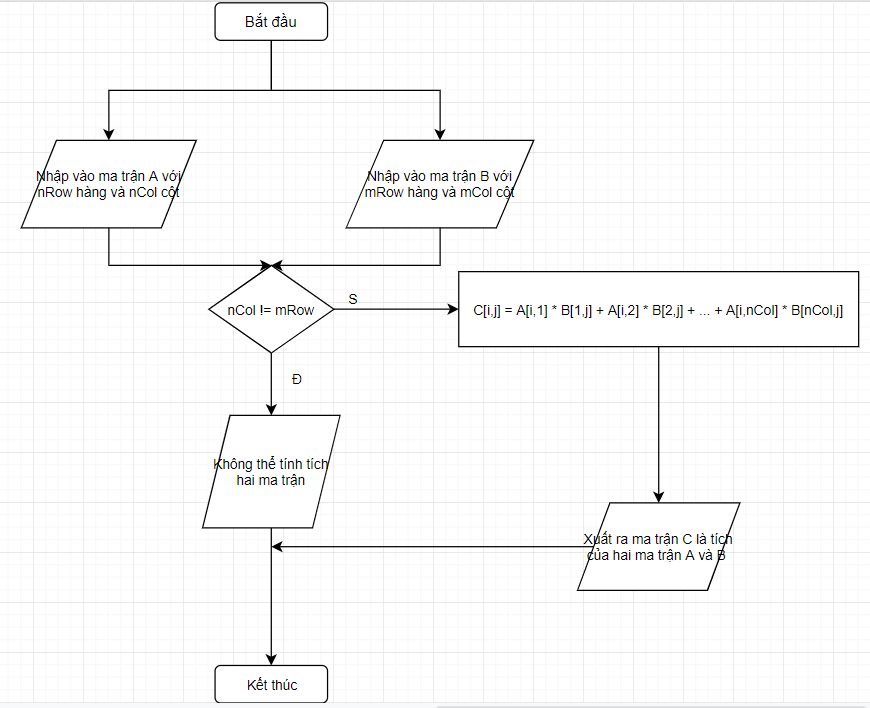 Bắt đầu
Nhập vào ma trận A với
nRow hàng và nCol cột
Nhập vào ma trận B với
mRow hàng và mCol cột
nCol != mRow
S
C[i,j] = A[i,1] * B[1,j] + A[i,2] * B[2,j] + ... + A[i,nCol] * B[nCol,j]
Đ
Không thể tính tích
hai ma trận
Xuất ra ma trận C là tích
của hai ma trận A và B
Kết thúc